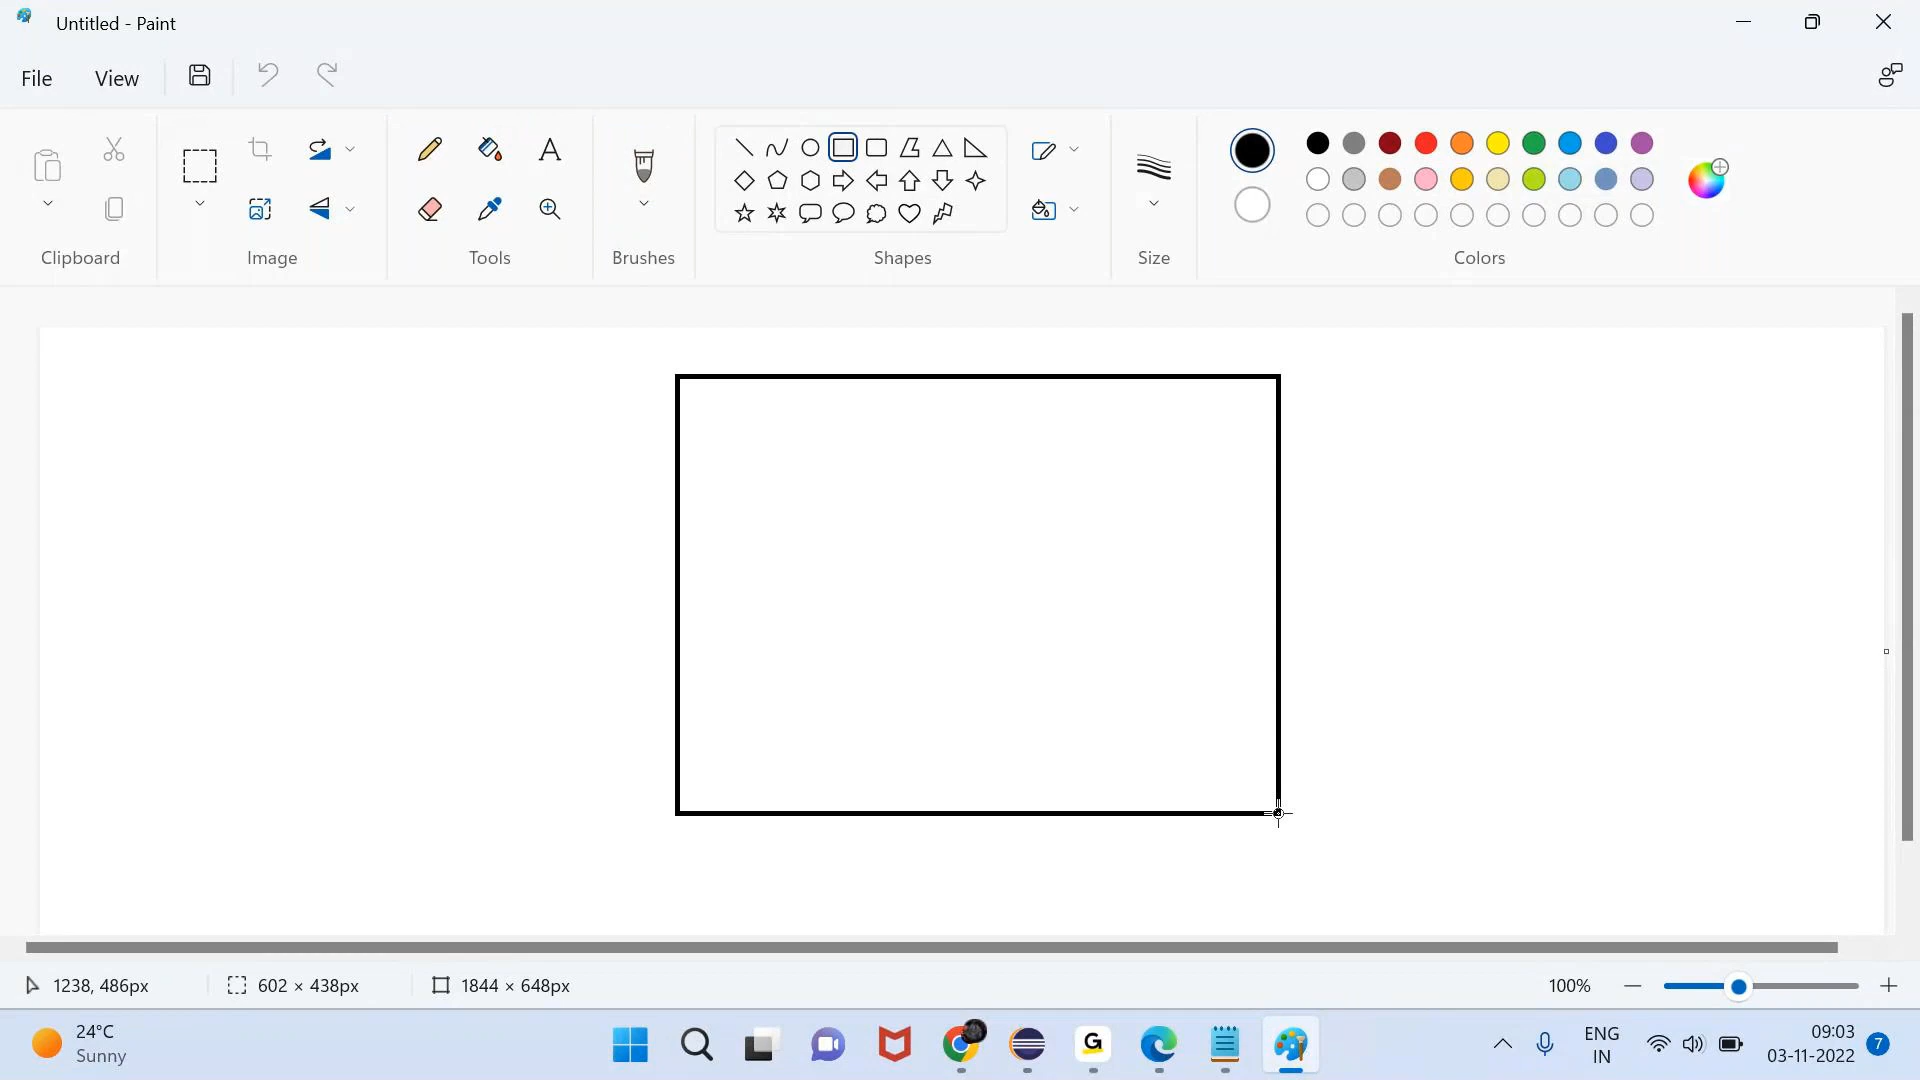 Untitled - Paint
File View
Clipboard Image Tools Brushes Shapes Size Colors
1238, 486px 602 × 438px 1844 × 648px 100%
24°C
Sunny
ENG
IN
09:03
03-11-2022 7